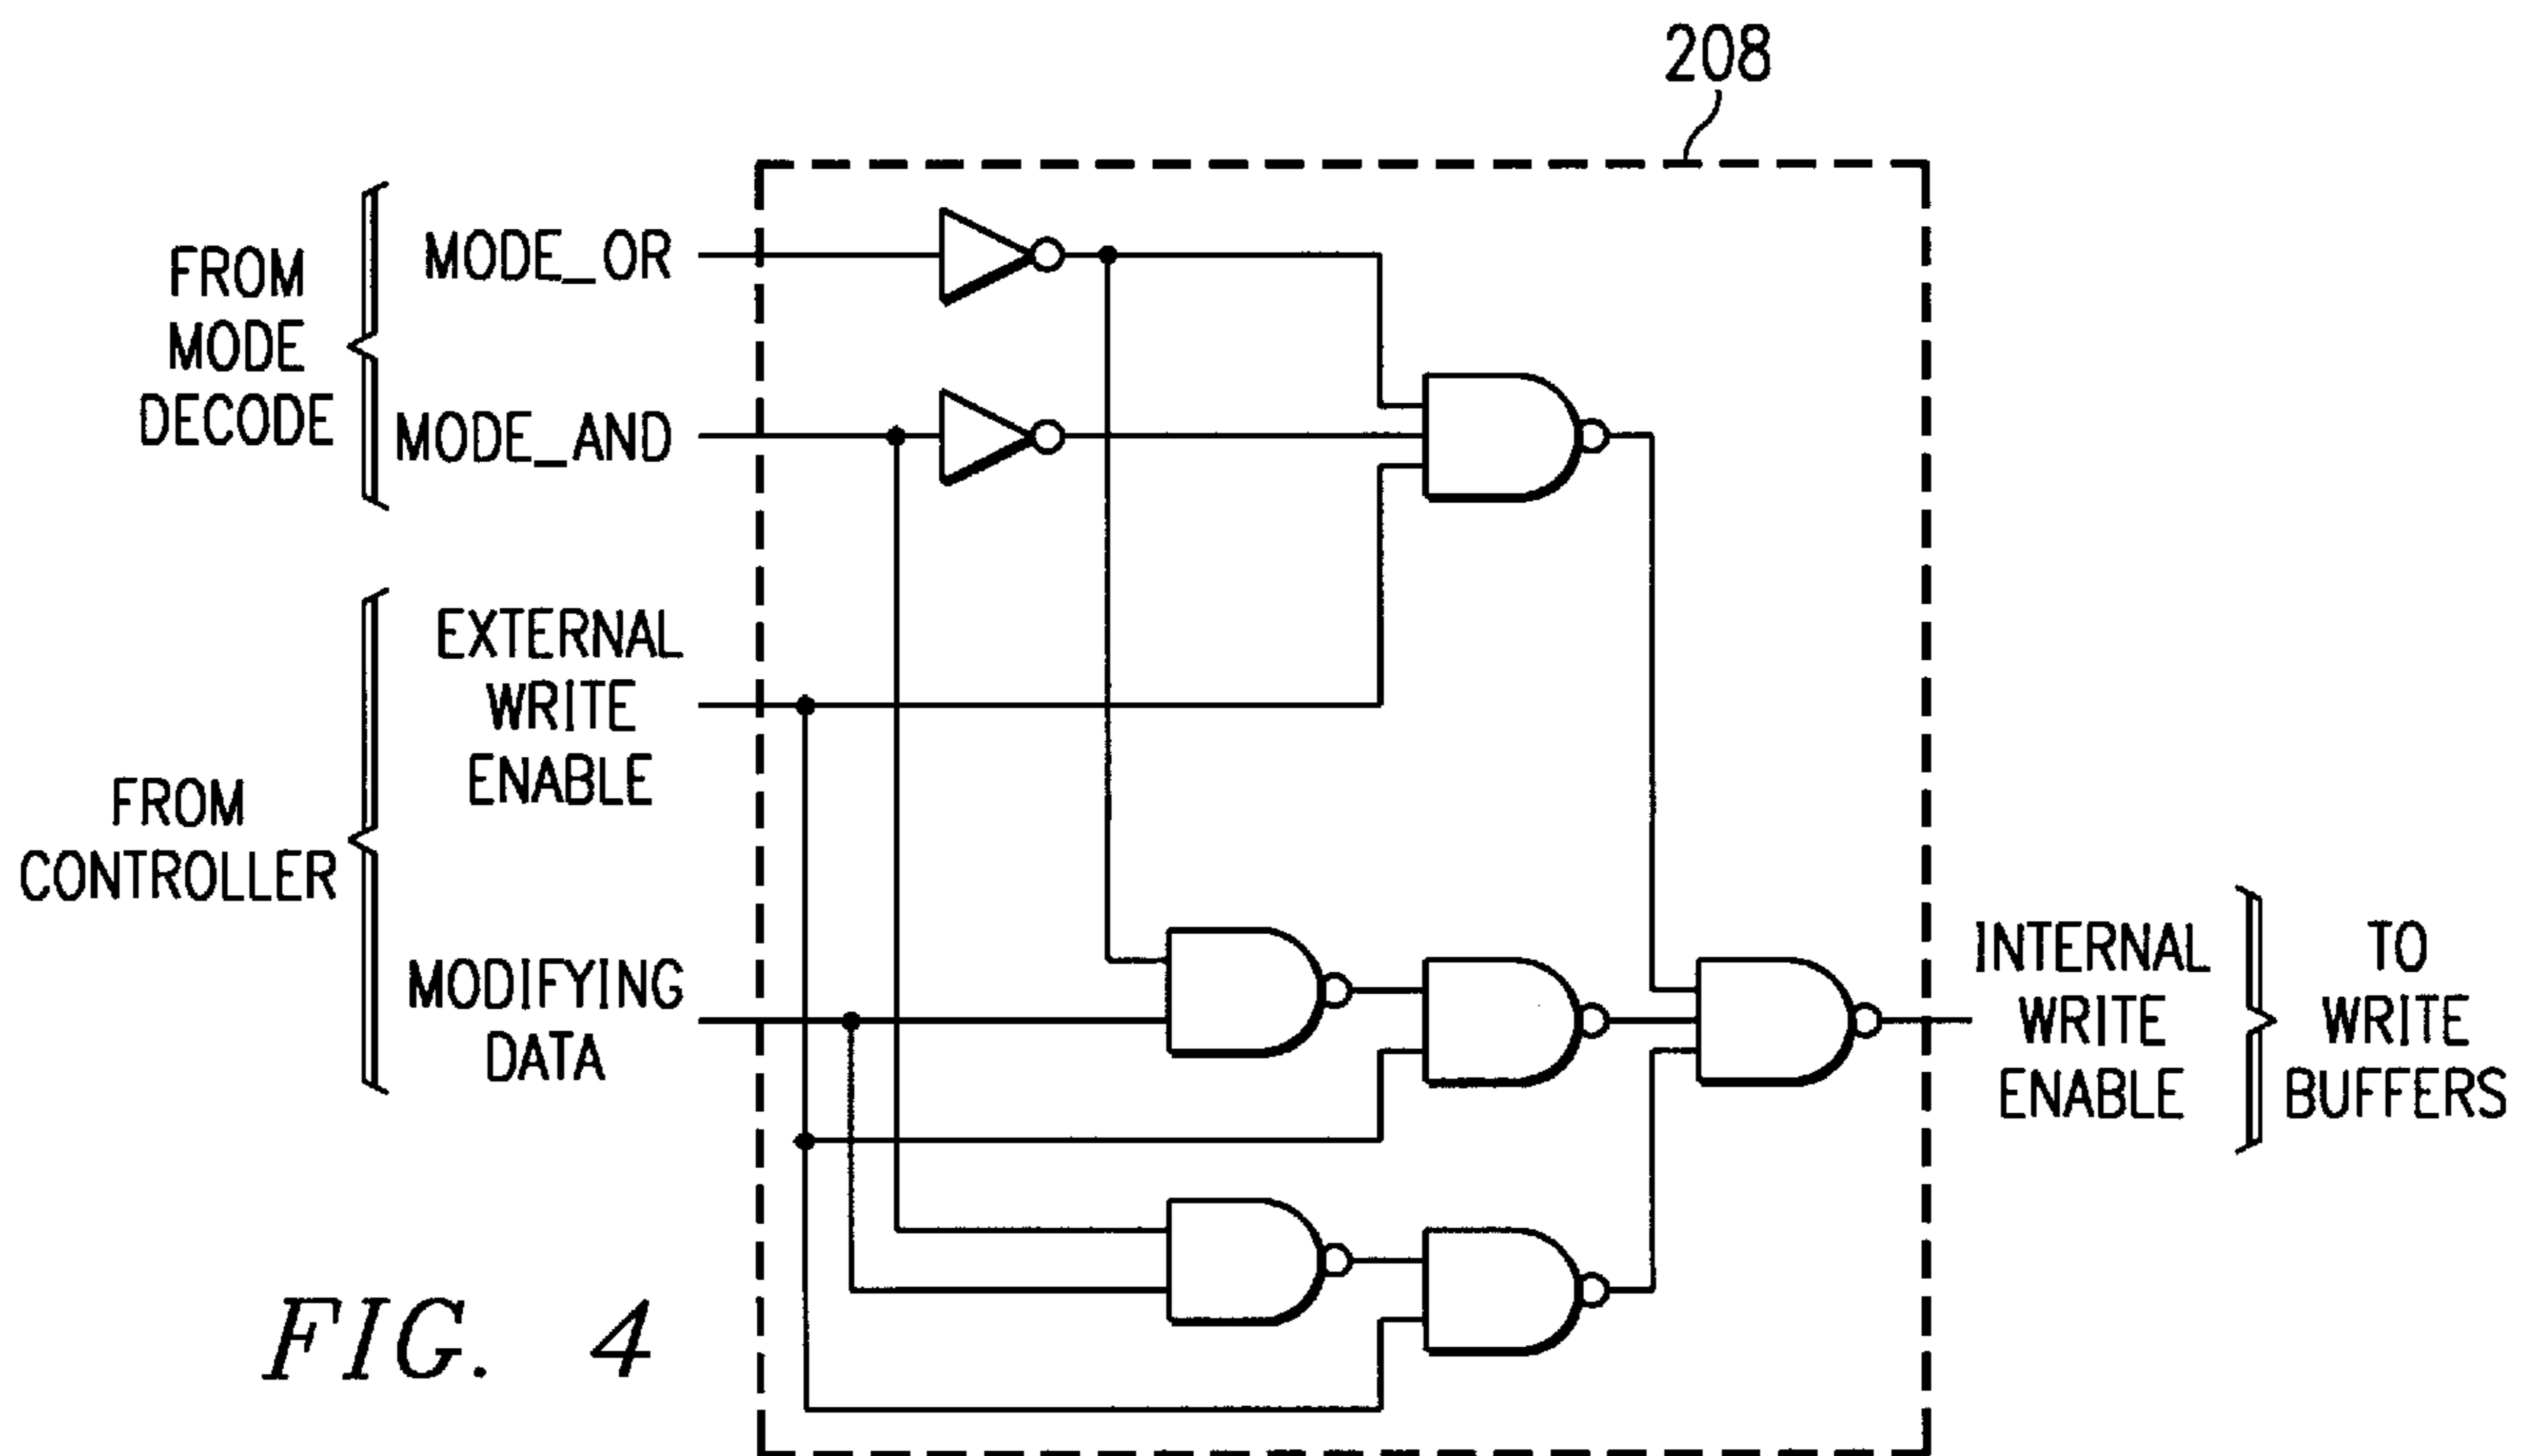 208
FROM
MODE
DECODE
MODE_OR
MODE_AND
FROM
CONTROLLER
EXTERNAL
WRITE
ENABLE
MODIFYING
DATA
INTERNAL
WRITE
ENABLE
TO
WRITE
BUFFERS
FIG. 4